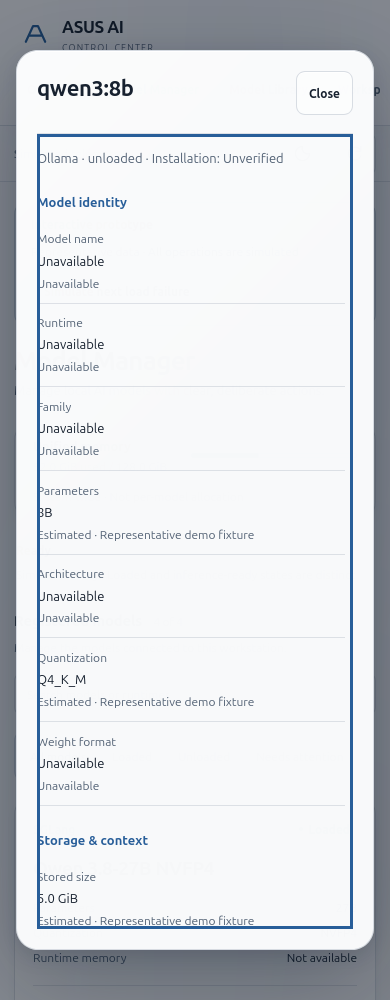 ASUS AI
CONTROL CENTER
qwen3:8b
Close
Ollama · unloaded · Installation: Unverified
Model identity
Model name
Unavailable
Unavailable
Runtime
Unavailable
Unavailable
Family
Unavailable
Unavailable
Parameters
8B
Estimated · Representative demo fixture
Architecture
Unavailable
Unavailable
Quantization
Q4_K_M
Estimated · Representative demo fixture
Weight format
Unavailable
Unavailable
Storage & context
Stored size
5.0 GiB
Estimated · Representative demo fixture
Runtime memory
Not available